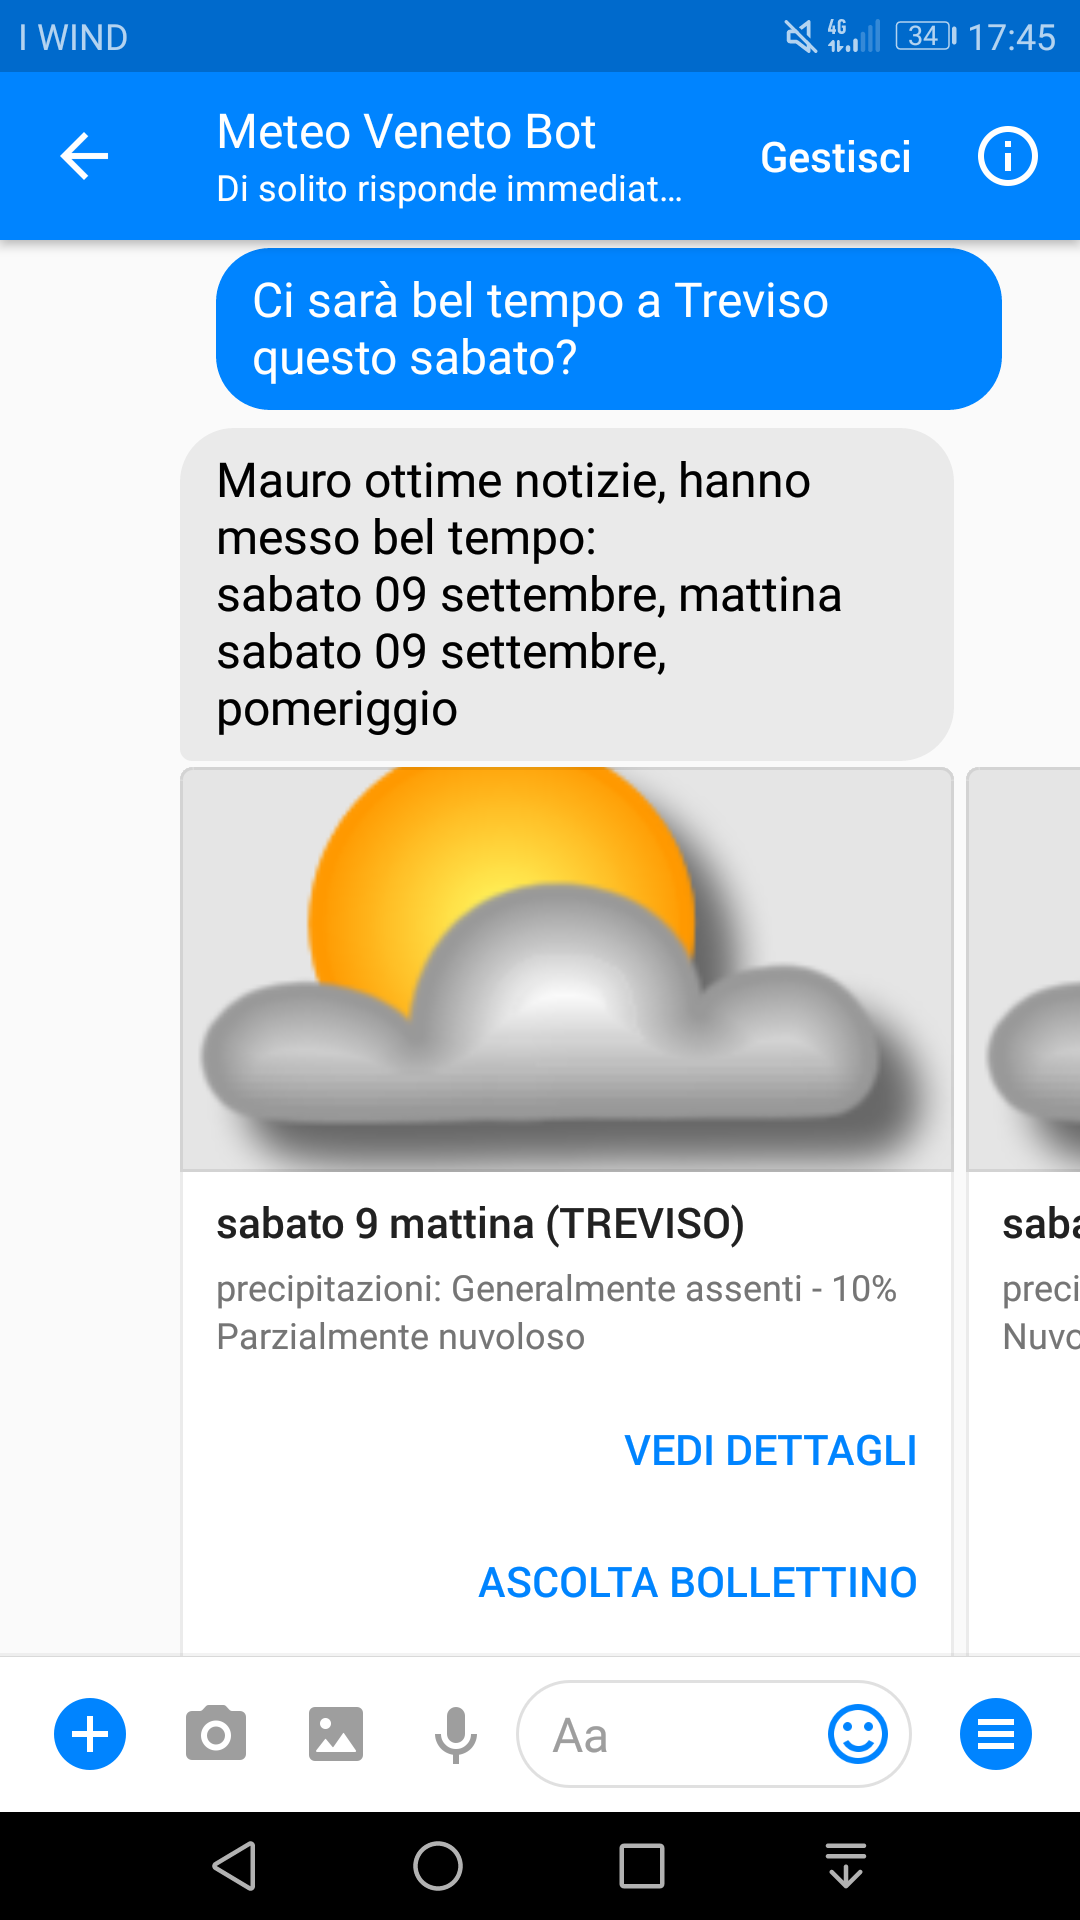 I WIND
4G
34
17:45
Meteo Veneto Bot
Di solito risponde immediat...
Gestisci
Ci sarà bel tempo a Treviso
questo sabato?
Mauro ottime notizie, hanno
messo bel tempo:
sabato 09 settembre, mattina
sabato 09 settembre,
pomeriggio
sabato 9 mattina (TREVISO)
precipitazioni: Generalmente assenti - 10%
Parzialmente nuvoloso
VEDI DETTAGLI
ASCOLTA BOLLETTINO
saba
preci
Nuvo
Aa